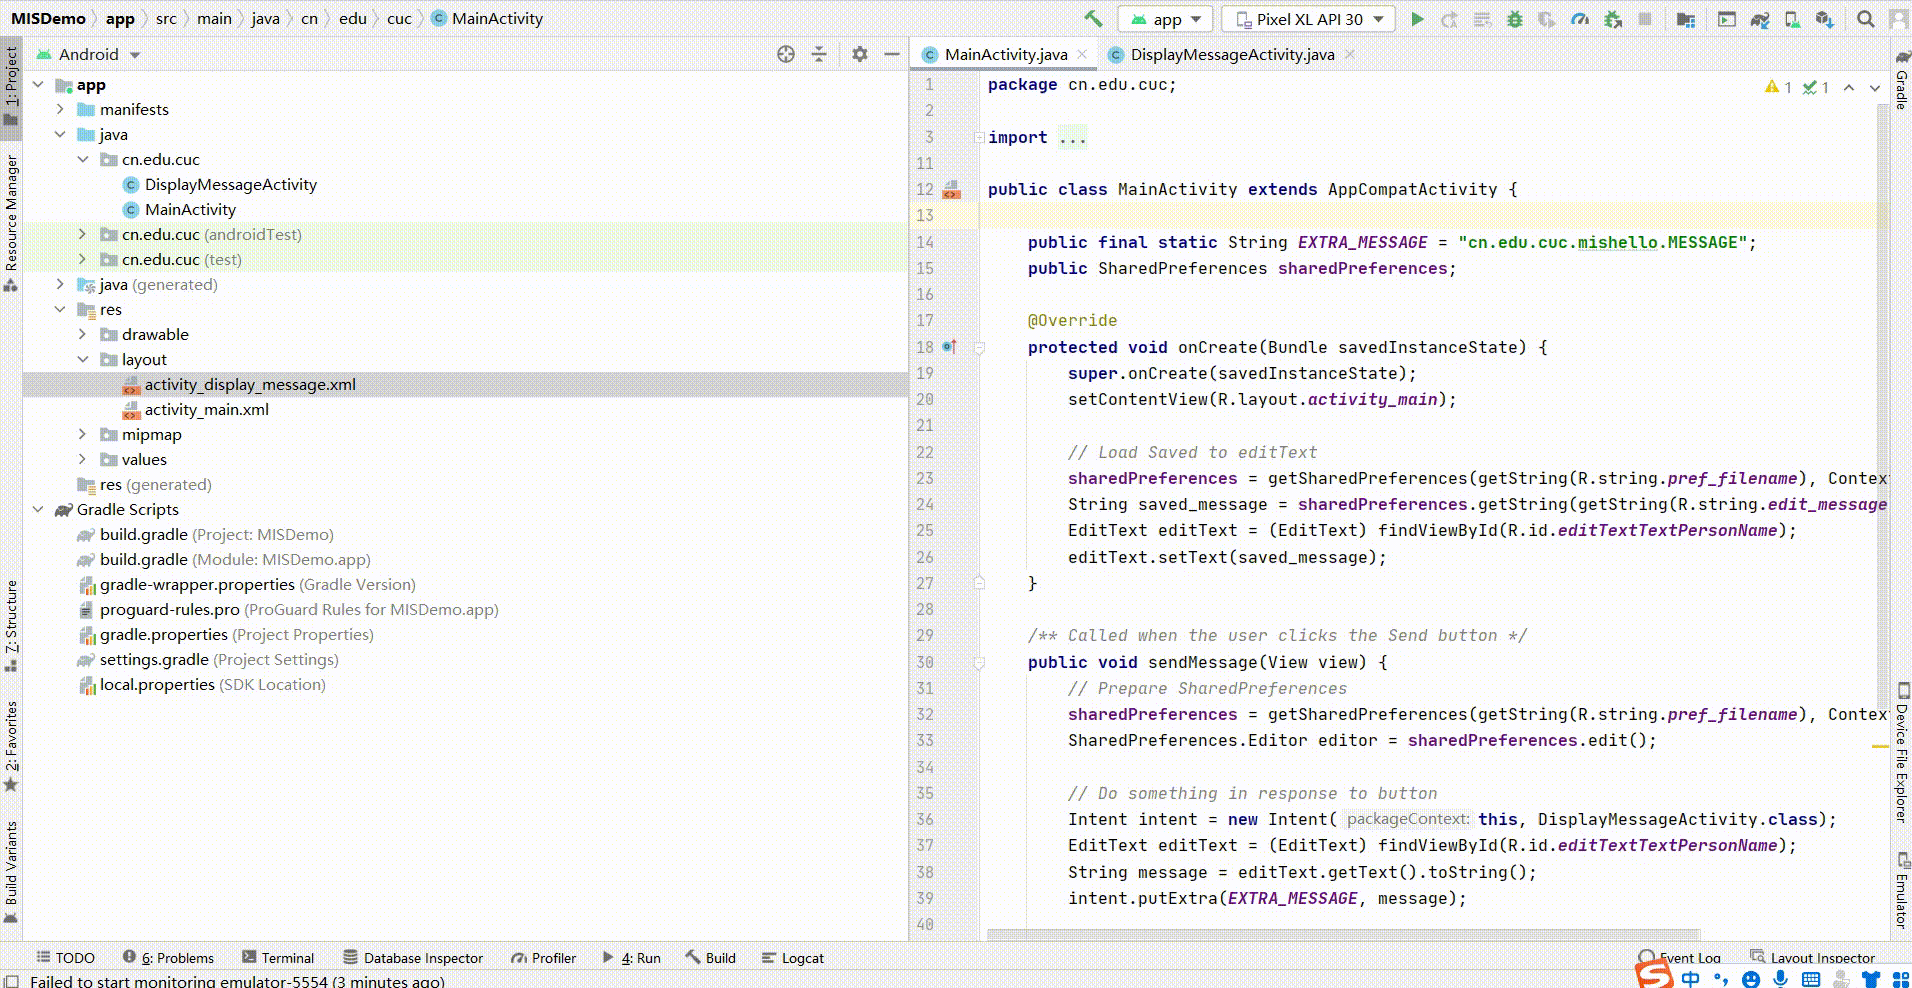 MISDemo app src main java cn edu cuc MainActivity app Pixel XL API 30
1: Project
Resource Manager
Z: Structure
2: Favorites
Build Variants
Android
app
manifests
java
cn.edu.cuc
DisplayMessageActivity
MainActivity
cn.edu.cuc (androidTest)
cn.edu.cuc (test)
java (generated)
res
drawable
layout
activity_display_message.xml
activity_main.xml
mipmap
values
res (generated)
Gradle Scripts
build.gradle (Project: MISDemo)
build.gradle (Module: MISDemo.app)
gradle-wrapper.properties (Gradle Version)
proguard-rules.pro (ProGuard Rules for MISDemo.app)
gradle.properties (Project Properties)
settings.gradle (Project Settings)
local.properties (SDK Location)
MainActivity.java DisplayMessageActivity.java
1 package cn.edu.cuc; 1 1
2
3 import ...
11
12 public class MainActivity extends AppCompatActivity {
13
14 public final static String EXTRA_MESSAGE = "cn.edu.cuc.mishello.MESSAGE";
15 public SharedPreferences sharedPreferences;
16
17 @Override
18 protected void onCreate(Bundle savedInstanceState) {
19 super.onCreate(savedInstanceState);
20 setContentView(R.layout.activity_main);
21
22 // Load Saved to editText
23 sharedPreferences = getSharedPreferences(getString(R.string.pref_filename), Contex
24 String saved_message = sharedPreferences.getString(getString(R.string.edit_message
25 EditText editText = (EditText) findViewById(R.id.editTextTextPersonName);
26 editText.setText(saved_message);
27 }
28
29 /** Called when the user clicks the Send button */
30 public void sendMessage(View view) {
31 // Prepare SharedPreferences
32 sharedPreferences = getSharedPreferences(getString(R.string.pref_filename), Contex
33 SharedPreferences.Editor editor = sharedPreferences.edit();
34
35 // Do something in response to button
36 Intent intent = new Intent( packageContext: this, DisplayMessageActivity.class);
37 EditText editText = (EditText) findViewById(R.id.editTextTextPersonName);
38 String message = editText.getText().toString();
39 intent.putExtra(EXTRA_MESSAGE, message);
40
Gradle
Device File Explorer
Emulator
TODO 6: Problems Terminal Database Inspector Profiler 4: Run Build Logcat Event Log Layout Inspector
Failed to start monitoring emulator-5554 (3 minutes ago)
S 中